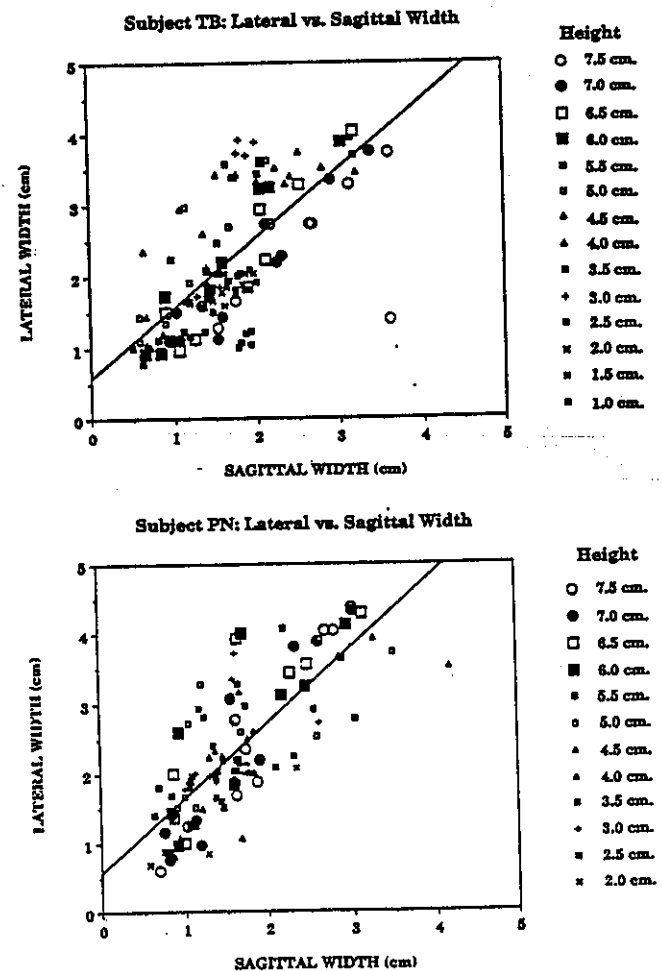 Subject TB: Lateral vs. Sagittal Width
Height
7.5 cm.
7.0 cm.
6.5 cm.
6.0 cm.
5.5 cm.
5.0 cm.
4.5 cm.
4.0 cm.
3.5 cm.
3.0 cm.
2.5 cm.
2.0 cm.
1.5 cm.
1.0 cm.
LATERAL WIDTH (cm)
5
4
3
2
1
0
0 1 2 3 4 5
SAGITTAL WIDTH (cm)
Subject PN: Lateral vs. Sagittal Width
Height
7.5 cm.
7.0 cm.
6.5 cm.
6.0 cm.
5.5 cm.
5.0 cm.
4.5 cm.
4.0 cm.
3.5 cm.
3.0 cm.
2.5 cm.
2.0 cm.
LATERAL WIDTH (cm)
5
4
3
2
1
0
0 1 2 3 4 5
SAGITTAL WIDTH (cm)